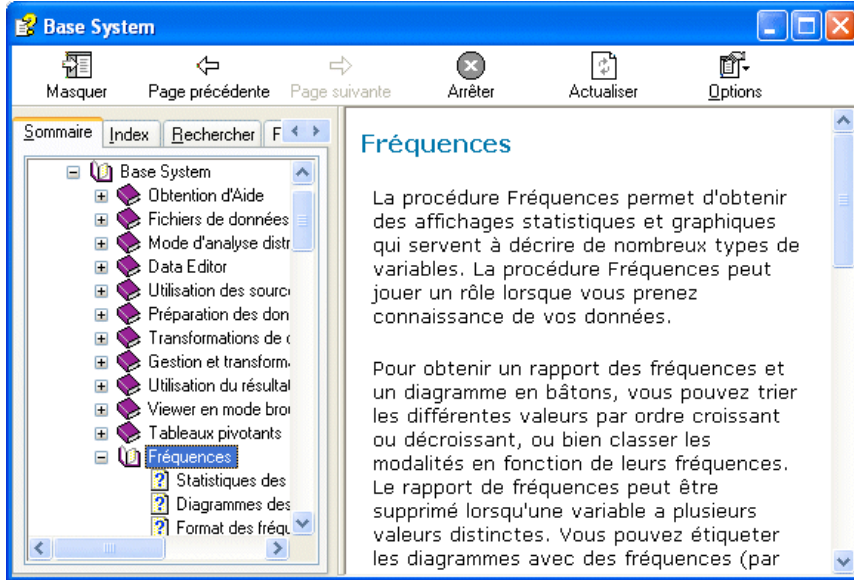 Base System
Masquer
Page précédente
Page suivante
Arrêter
Actualiser
Options
Sommaire
Index
Rechercher
F
Base System
Obtention d'Aide
Fichiers de données
Mode d'analyse distr
Data Editor
Utilisation des source
Préparation des don
Transformations de
Gestion et transform
Utilisation du résultat
Viewer en mode brou
Tableaux pivotants
Fréquences
Statistiques des
Diagrammes des
Format des fréqu
Fréquences
La procédure Fréquences permet d'obtenir
des affichages statistiques et graphiques
qui servent à décrire de nombreux types de
variables. La procédure Fréquences peut
jouer un rôle lorsque vous prenez
connaissance de vos données.
Pour obtenir un rapport des fréquences et
un diagramme en bâtons, vous pouvez trier
les différentes valeurs par ordre croissant
ou décroissant, ou bien classer les
modalités en fonction de leurs fréquences.
Le rapport de fréquences peut être
supprimé lorsqu'une variable a plusieurs
valeurs distinctes. Vous pouvez étiqueter
les diagrammes avec des fréquences (par